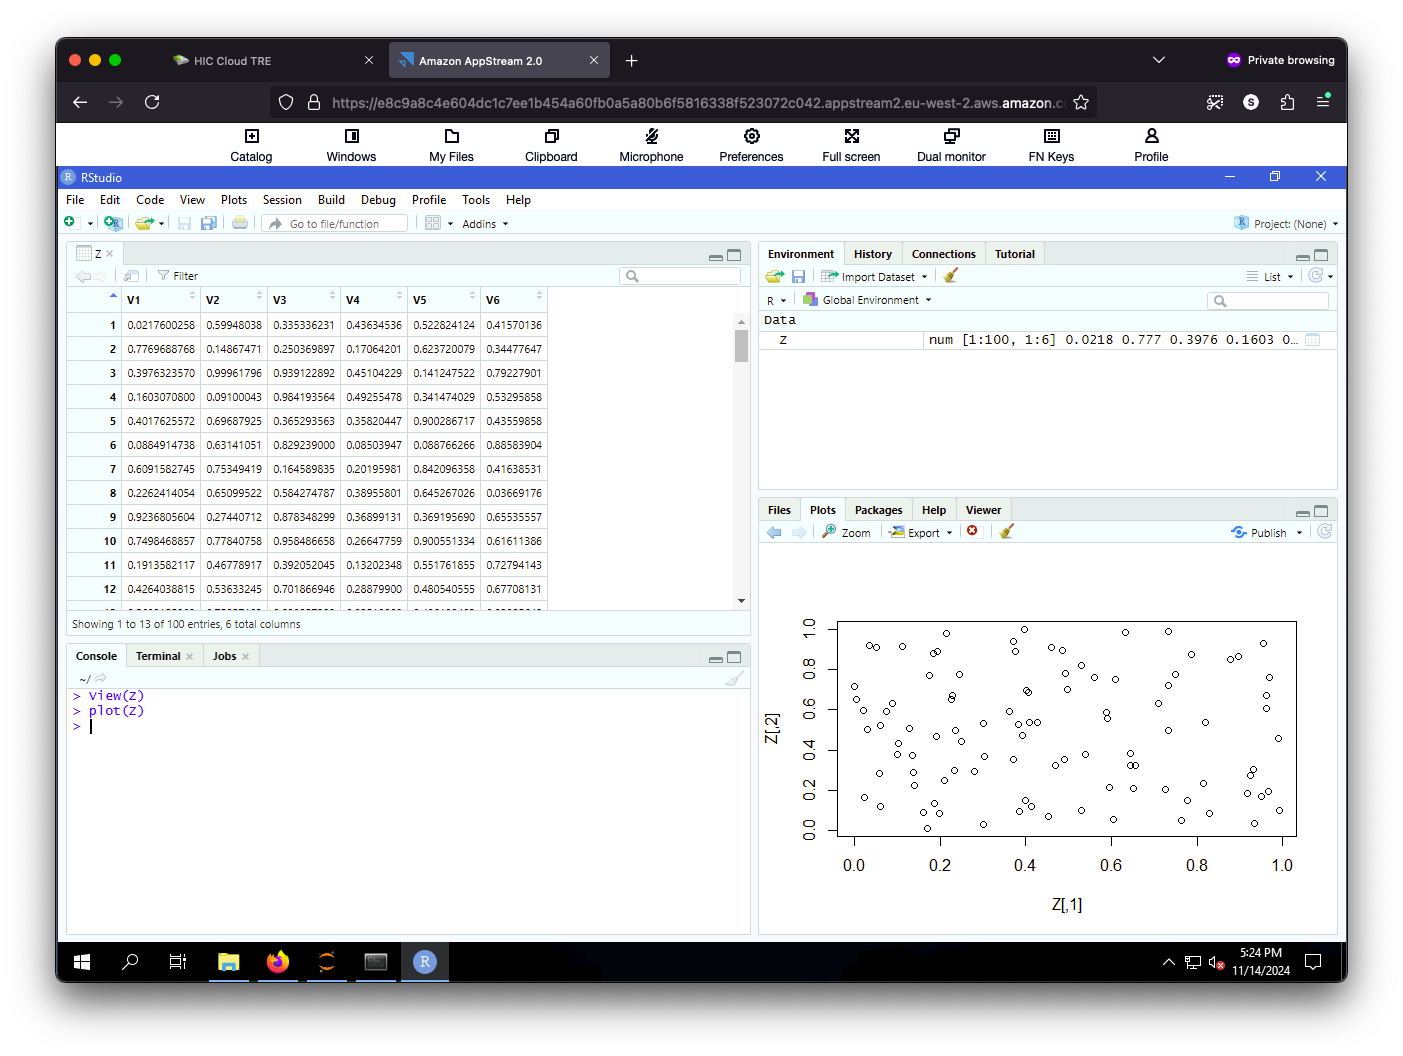 HIC Cloud TRE
Amazon AppStream 2.0
Private browsing
https://e8c9a8c4e604dc1c7ee1b454a60fb0a5a80b6f5816338f523072c042.appstream2.eu-west-2.aws.amazon.c
S
Catalog Windows My Files Clipboard Microphone Preferences Full screen Dual monitor FN Keys Profile
R RStudio
File Edit Code View Plots Session Build Debug Profile Tools Help
Go to file/function Addins Project: (None)
Z
Filter
V1 V2 V3 V4 V5 V6
1 0.0217600258 0.59948038 0.335336231 0.43634536 0.522824124 0.41570136
2 0.7769688768 0.14867471 0.250369897 0.17064201 0.623720079 0.34477647
3 0.3976323570 0.99961796 0.939122892 0.45104229 0.141247522 0.79227901
4 0.1603070800 0.09100043 0.984193564 0.49255478 0.341474029 0.53295858
5 0.4017625572 0.69687925 0.365293563 0.35820447 0.900286717 0.43559858
6 0.0884914738 0.63141051 0.829239000 0.08503947 0.088766266 0.88583904
7 0.6091582745 0.75349419 0.164589835 0.20195981 0.842096358 0.41638531
8 0.2262414054 0.65099522 0.584274787 0.38955801 0.645267026 0.03669176
9 0.9236805604 0.27440712 0.878348299 0.36899131 0.369195690 0.65535557
10 0.7498468857 0.77840758 0.958486658 0.26647759 0.900551334 0.61611386
11 0.1913582117 0.46778917 0.392052045 0.13202348 0.551761855 0.72794143
12 0.4264038815 0.53633245 0.701866946 0.28879900 0.480540555 0.67708131
Showing 1 to 13 of 100 entries, 6 total columns
Console Terminal Jobs
~/
> View(Z)
> plot(Z)
>
Environment History Connections Tutorial
Import Dataset List
R Global Environment
Data
Z num [1:100, 1:6] 0.0218 0.777 0.3976 0.1603 0…
Files Plots Packages Help Viewer
Zoom Export Publish
Z[,2]
1.0
0.8
0.6
0.4
0.2
0.0
0.0 0.2 0.4 0.6 0.8 1.0
Z[,1]
R
5:24 PM
11/14/2024